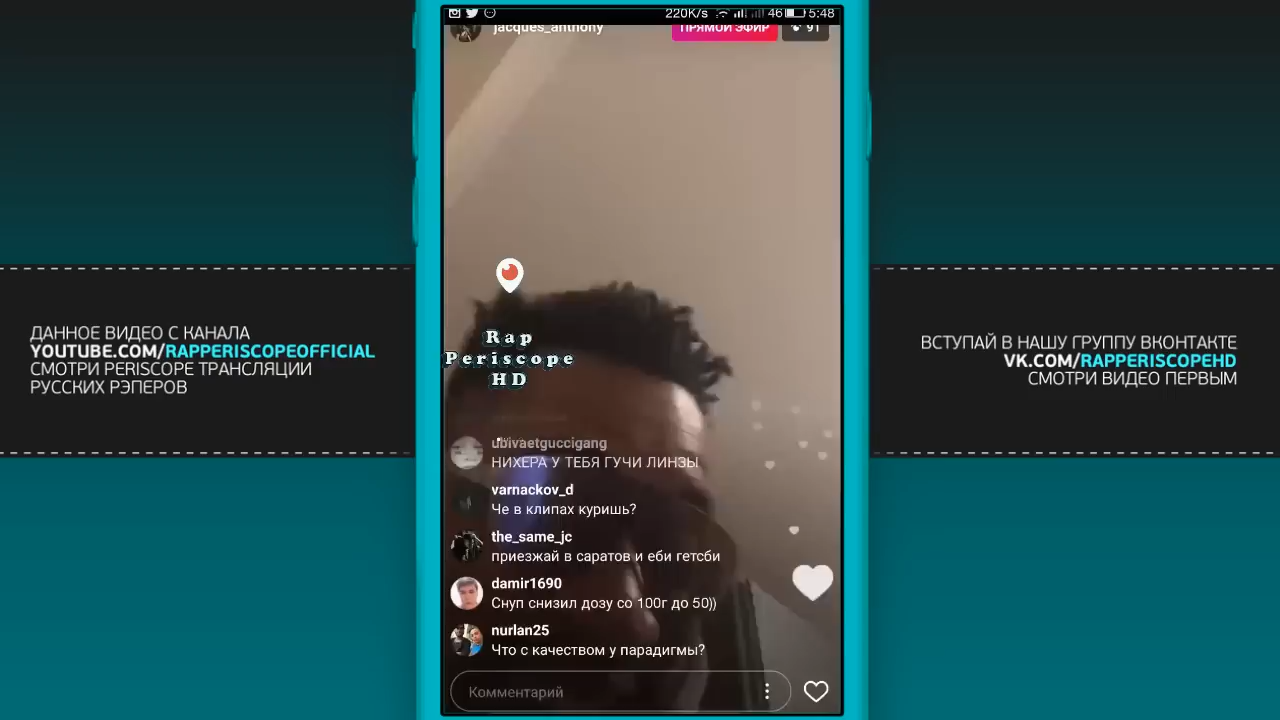 220K/s 46 5:48
jacques_anthony
ПРЯМОЙ ЭФИР 91
Rap
Periscope
HD
ubivaetguccigang
НИХЕРА У ТЕБЯ ГУЧИ ЛИНЗЫ
varnackov_d
Че в клипах куришь?
the_same_jc
приезжай в саратов и еби гетсби
damir1690
Снуп снизил дозу со 100г до 50))
nurlan25
Что с качеством у парадигмы?
Комментарий
ДАННОЕ ВИДЕО С КАНАЛА
YOUTUBE.COM/RAPPERISCOPEOFFICIAL
СМОТРИ PERISCOPE ТРАНСЛЯЦИИ
РУССКИХ РЭПЕРОВ
ВСТУПАЙ В НАШУ ГРУППУ ВКОНТАКТЕ
VK.COM/RAPPERISCOPEHD
СМОТРИ ВИДЕО ПЕРВЫМ